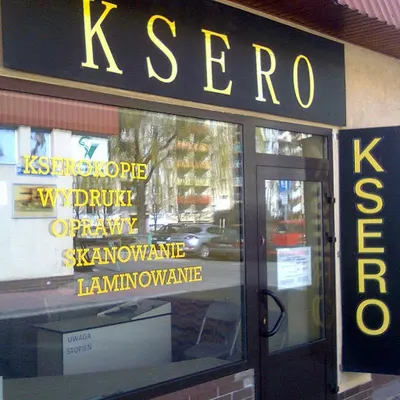 KSERO
KSEROKOPIE
WYDRUKI
OPRAWY
SKANOWANIE
LAMINOWANIE
UWAGA
STOPIEŃ
KSERO